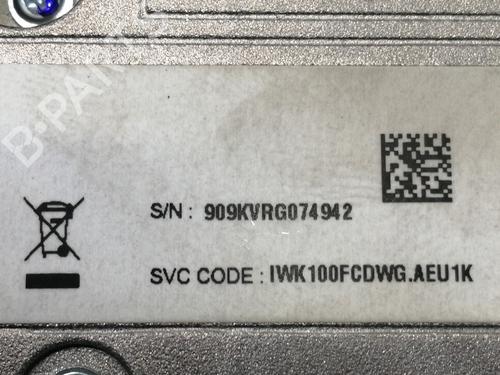 B-PARTS
S/N : 909KVRG074942
SVC CODE : IWK100FCDWG.AEU1K